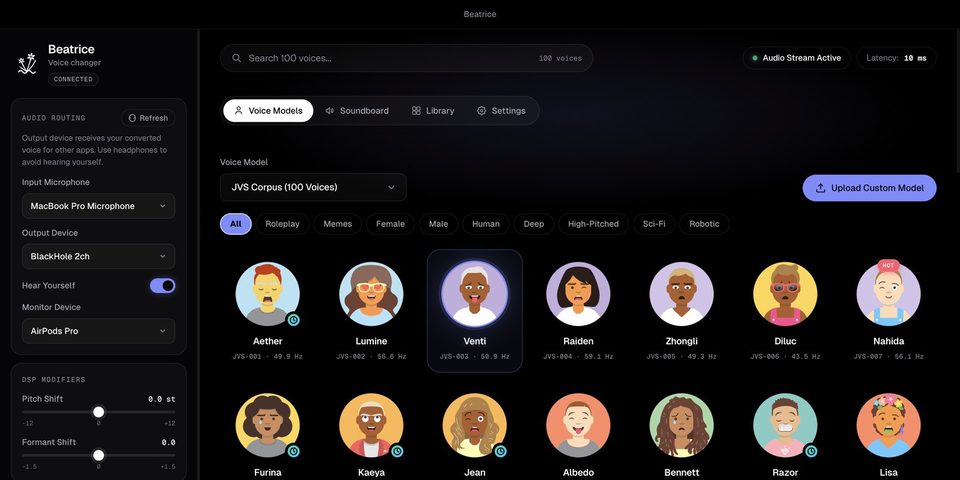 Beatrice
Beatrice
Voice changer
CONNECTED
AUDIO ROUTING
Refresh
Output device receives your converted
voice for other apps. Use headphones to
avoid hearing yourself.
Input Microphone
MacBook Pro Microphone
Output Device
BlackHole 2ch
Hear Yourself
Monitor Device
AirPods Pro
DSP MODIFIERS
Pitch Shift 0.0 st
-12 0 +12
Formant Shift 0.0
-1.5 0 +1.5
Search 100 voices... 100 voices
Audio Stream Active
Latency: 10 ms
Voice Models Soundboard Library Settings
Voice Model
JVS Corpus (100 Voices)
Upload Custom Model
All Roleplay Memes Female Male Human Deep High-Pitched Sci-Fi Robotic
HOT
Aether Lumine Venti Raiden Zhongli Diluc Nahida
JVS-001 · 49.9 Hz JVS-002 · 56.6 Hz JVS-003 · 50.9 Hz JVS-004 · 59.1 Hz JVS-005 · 49.3 Hz JVS-006 · 43.5 Hz JVS-007 · 56.1 Hz
Furina Kaeya Jean Albedo Bennett Razor Lisa